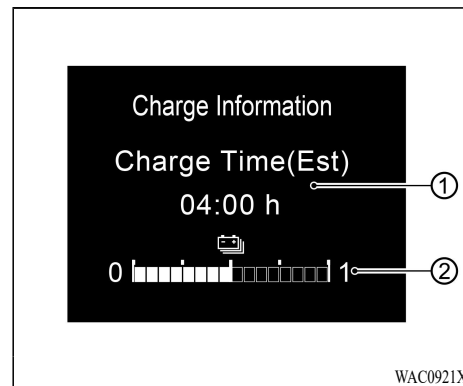 Charge Information
Charge Time(Est)
①
04:00 h
0 1 ②
WAC0921X